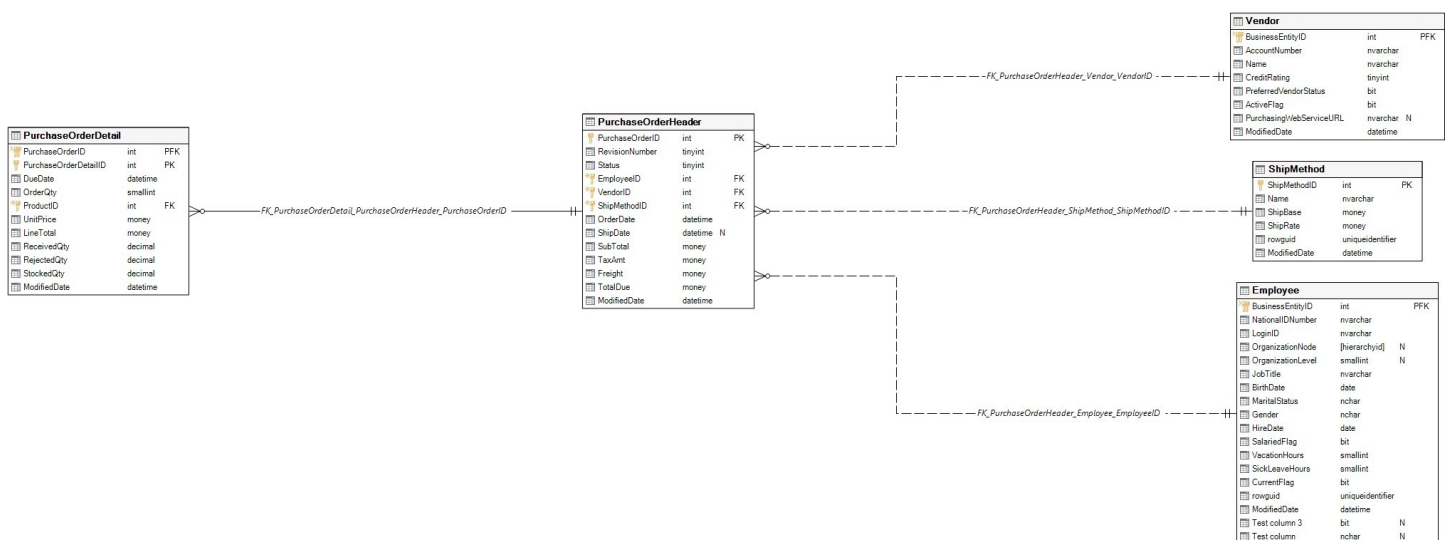 PurchaseOrderDetail
PurchaseOrderID int PFK
PurchaseOrderDetailID int PK
DueDate datetime
OrderQty smallint
ProductID int FK
UnitPrice money
LineTotal money
ReceivedQty decimal
RejectedQty decimal
StockedQty decimal
ModifiedDate datetime
FK_PurchaseOrderDetail_PurchaseOrderHeader_PurchaseOrderID
PurchaseOrderHeader
PurchaseOrderID int PK
RevisionNumber tinyint
Status tinyint
EmployeeID int FK
VendorID int FK
ShipMethodID int FK
OrderDate datetime
ShipDate datetime N
SubTotal money
TaxAmt money
Freight money
TotalDue money
ModifiedDate datetime
FK_PurchaseOrderHeader_Vendor_VendorID
FK_PurchaseOrderHeader_ShipMethod_ShipMethodID
FK_PurchaseOrderHeader_Employee_EmployeeID
Vendor
BusinessEntityID int PFK
AccountNumber nvarchar
Name nvarchar
CreditRating tinyint
PreferredVendorStatus bit
ActiveFlag bit
PurchasingWebServiceURL nvarchar N
ModifiedDate datetime
ShipMethod
ShipMethodID int PK
Name nvarchar
ShipBase money
ShipRate money
rowguid uniqueidentifier
ModifiedDate datetime
Employee
BusinessEntityID int PFK
NationalIDNumber nvarchar
LoginID nvarchar
OrganizationNode [hierarchyid] N
OrganizationLevel smallint N
JobTitle nvarchar
BirthDate date
MaritalStatus nchar
Gender nchar
HireDate date
SalariedFlag bit
VacationHours smallint
SickLeaveHours smallint
CurrentFlag bit
rowguid uniqueidentifier
ModifiedDate datetime
Test column 3 bit N
Test column nchar N